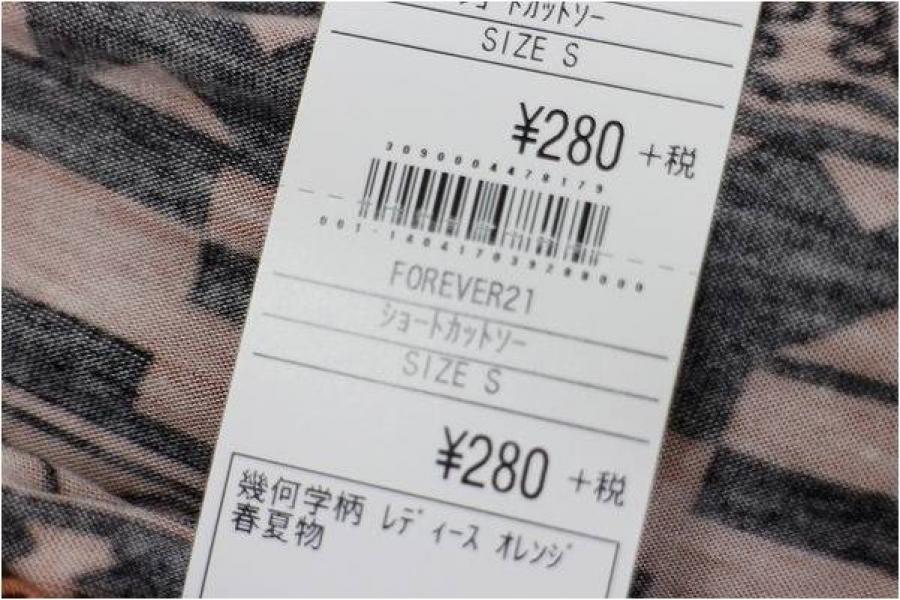 ショートカットソー
SIZE S
¥280 +税
3090004478179
FOREVER21
ショートカットソー
SIZE S
¥280 +税
幾何学柄 レディース オレンジ
春夏物